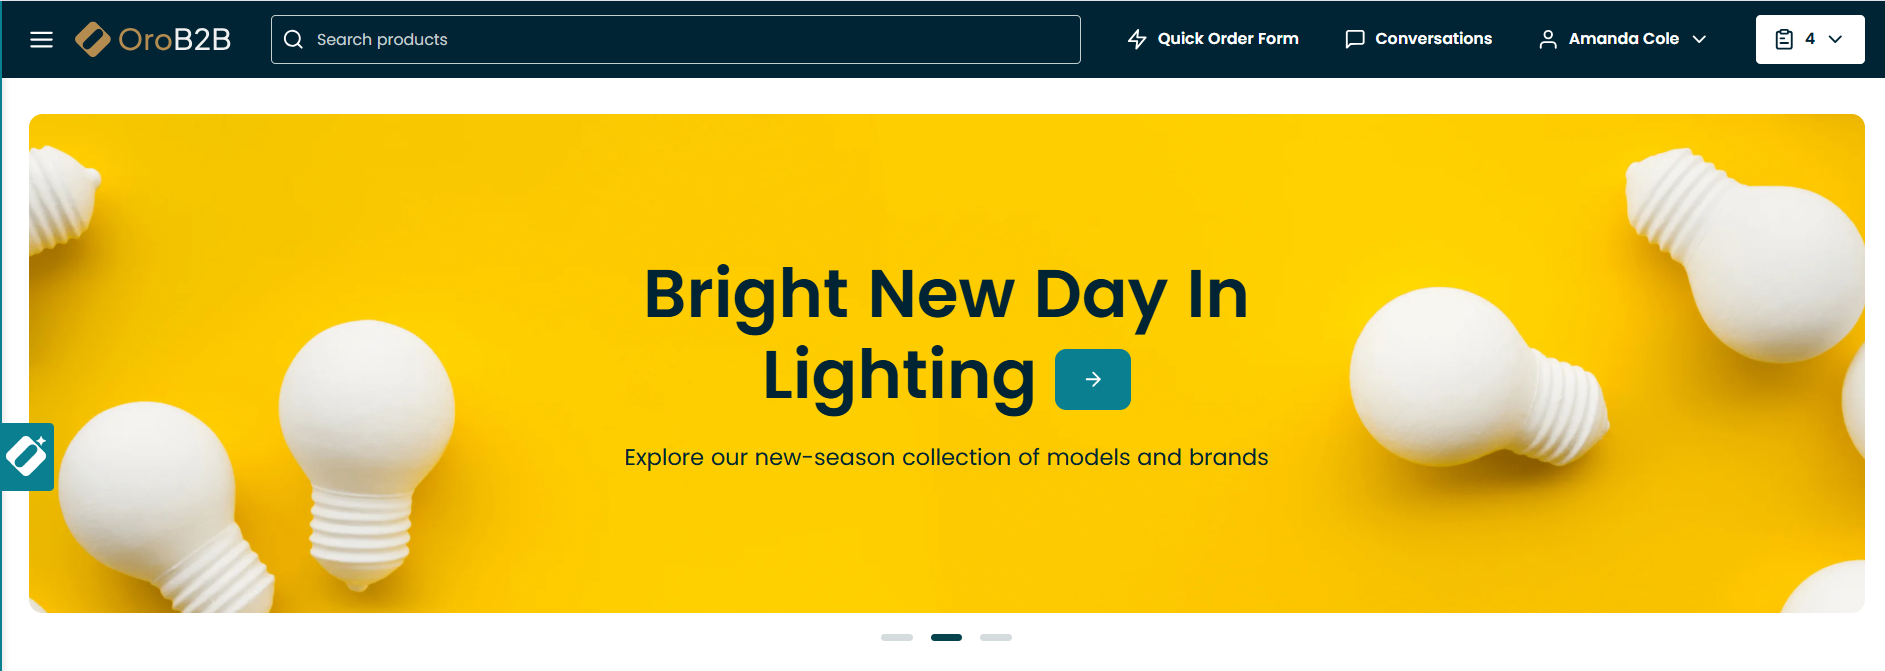 OroB2B
Search products
Quick Order Form
Conversations
Amanda Cole
4
Bright New Day In
Lighting
Explore our new-season collection of models and brands